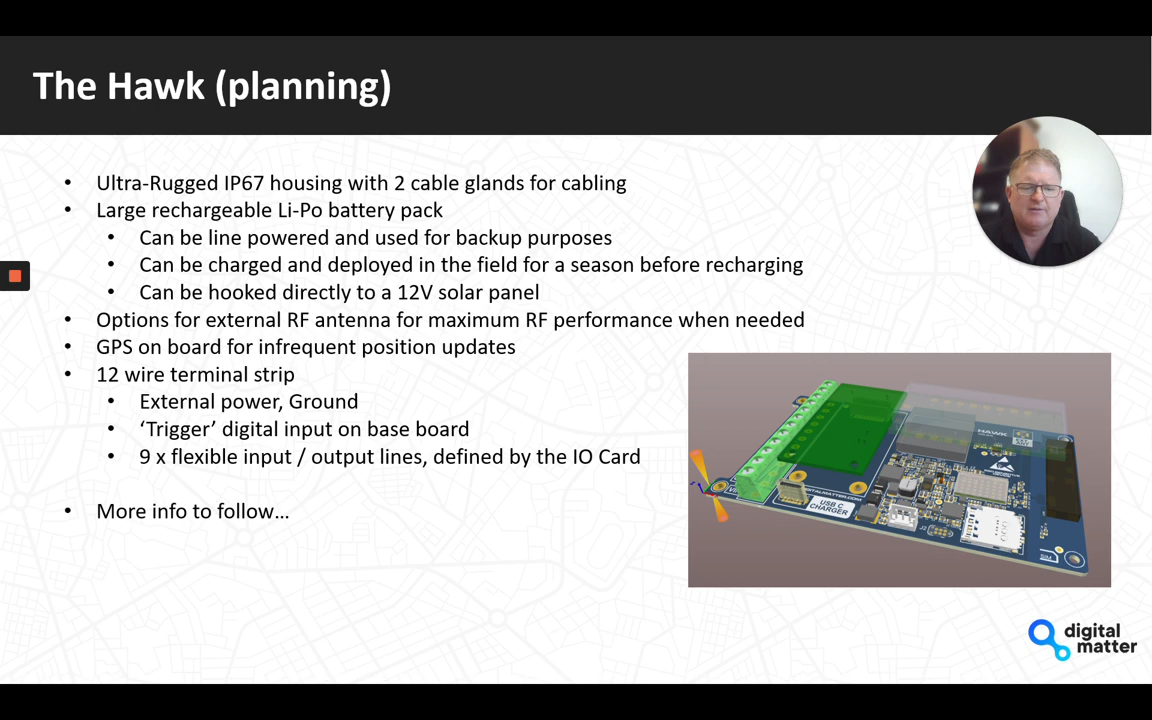 The Hawk (planning)
• Ultra-Rugged IP67 housing with 2 cable glands for cabling
• Large rechargeable Li-Po battery pack
• Can be line powered and used for backup purposes
• Can be charged and deployed in the field for a season before recharging
• Can be hooked directly to a 12V solar panel
• Options for external RF antenna for maximum RF performance when needed
• GPS on board for infrequent position updates
• 12 wire terminal strip
• External power, Ground
• ‘Trigger’ digital input on base board
• 9 x flexible input / output lines, defined by the IO Card
• More info to follow…
HAWK
USB C
CHARGER
J2
SIM
digital
matter